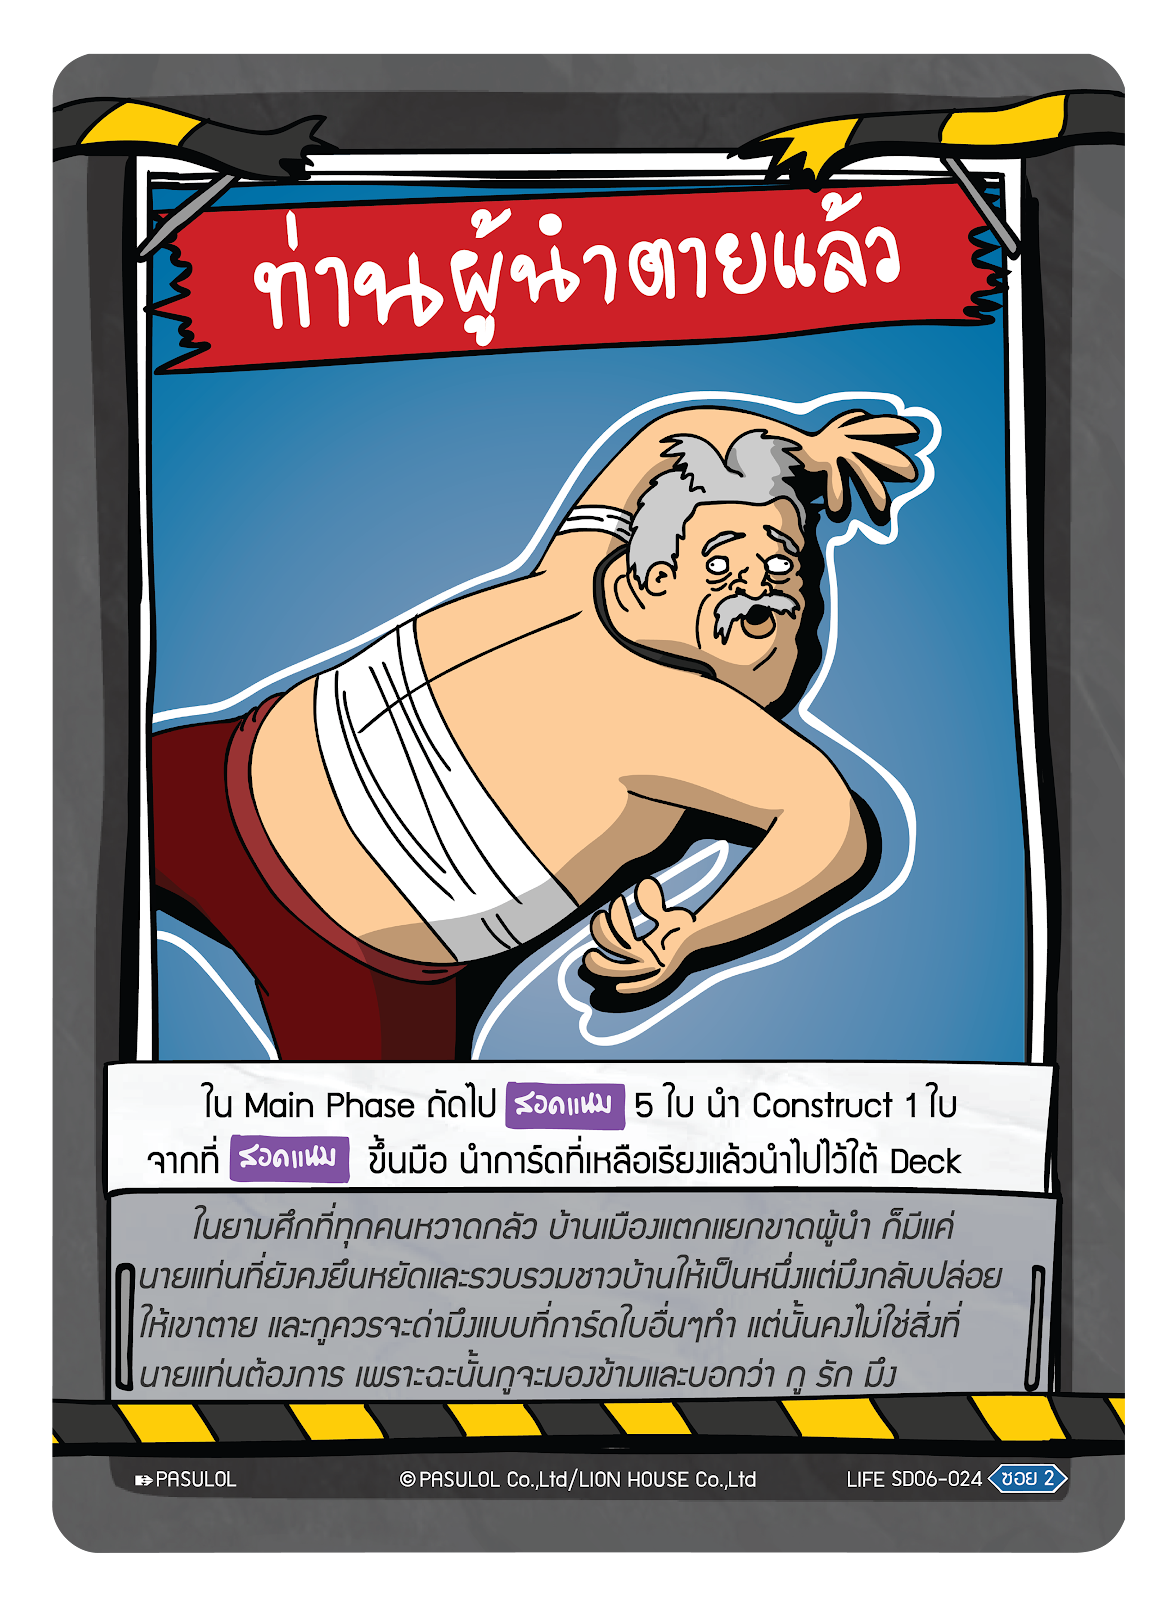 ท่านผู้นำตายแล้ว
ใน Main Phase ถัดไป สอดแนม 5 ใบ นำ Construct 1 ใบ
จากที่ สอดแนม ขึ้นมือ นำการ์ดที่เหลือเรียงแล้วนำไปไว้ใต้ Deck
ในยามศึกที่ทุกคนหวาดกลัว บ้านเมืองแตกแยกขาดผู้นำ ก็มีแค่
นายแท่นที่ยังคงยืนหยัดและรวบรวมชาวบ้านให้เป็นหนึ่งแต่มึงกลับปล่อย
ให้เขาตาย และกูควรจะด่ามึงแบบที่การ์ดใบอื่นๆทำ แต่นั้นคงไม่ใช่สิ่งที่
นายแท่นต้องการ เพราะฉะนั้นกูจะมองข้ามและบอกว่า กู รัก มึง
PASULOL
© PASULOL Co.,Ltd/LION HOUSE Co.,Ltd
LIFE SD06-024 ซอย 2